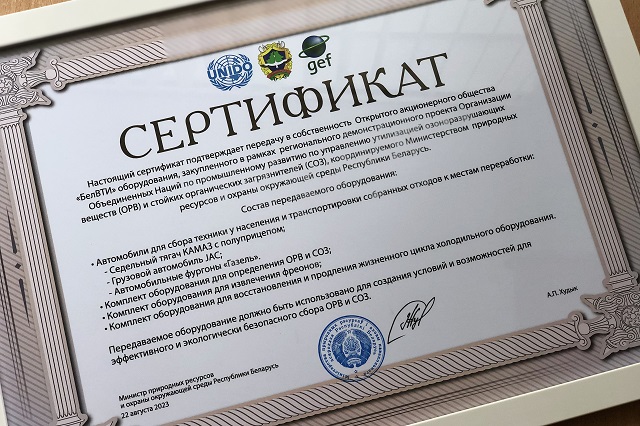 UNIDO
gef
СЕРТИФИКАТ
Настоящий сертификат подтверждает передачу в собственность Открытого акционерного общества
«БелВТИ» оборудования, закупленного в рамках регионального демонстрационного проекта Организации
Объединенных Наций по промышленному развитию по управлению утилизацией озоноразрушающих
веществ (ОРВ) и стойких органических загрязнителей (СОЗ), координируемого Министерством природных
ресурсов и охраны окружающей среды Республики Беларусь.
Состав передаваемого оборудования:
• Автомобили для сбора техники у населения и транспортировки собранных отходов к местам переработки:
- Седельный тягач КАМАЗ с полуприцепом;
- Грузовой автомобиль JAC;
- Автомобильные фургоны «Газель».
• Комплект оборудования для определения ОРВ и СОЗ;
• Комплект оборудования для извлечения фреонов;
• Комплект оборудования для восстановления и продления жизненного цикла холодильного оборудования.
Передаваемое оборудование должно быть использовано для создания условий и возможностей для
эффективного и экологически безопасного сбора ОРВ и СОЗ.
А.П. Худык
Министр природных ресурсов
и охраны окружающей среды Республики Беларусь
22 августа 2023